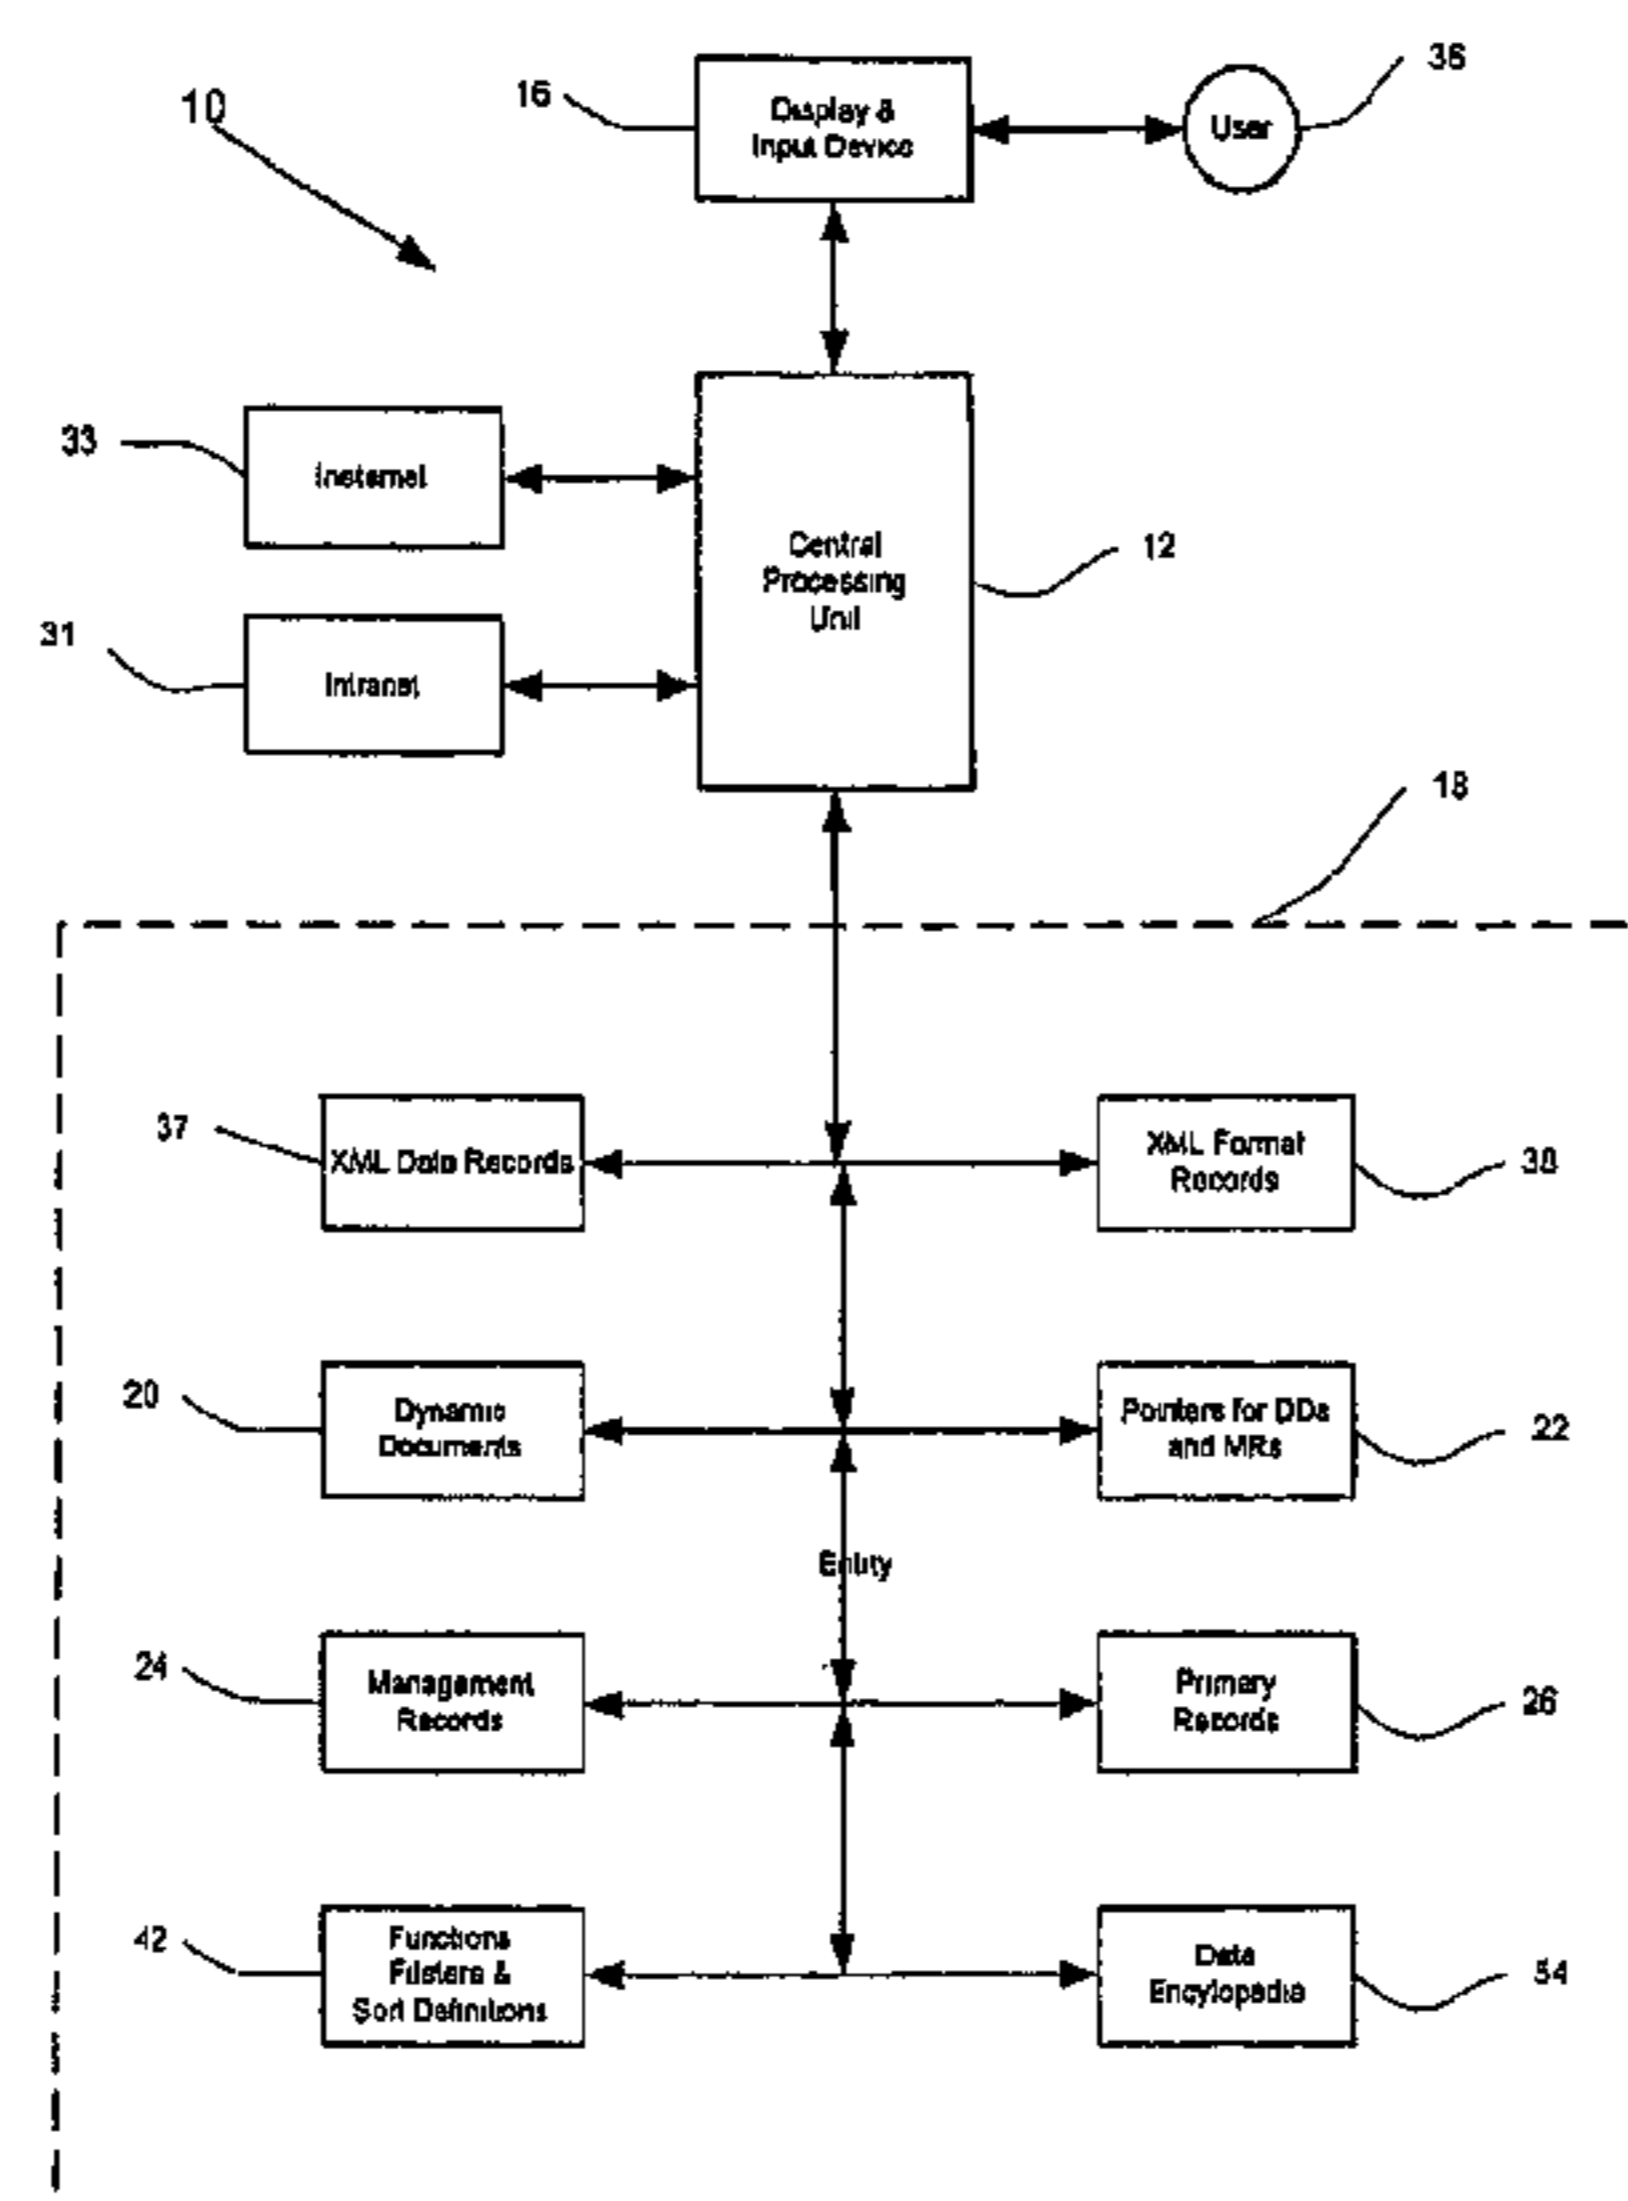 10
16
Display &
Input Device
User
36
33
Insternet
Central
Processing
Unit
12
31
Intranet
18
37
XML Data Records
XML Format
Records
20
Dynamic
Documents
Pointers for DDs
and MRs
22
Entity
24
Management
Records
Primary
Records
26
42
Functions
Filsters &
Sort Definitions
Data
Encylopedia
54